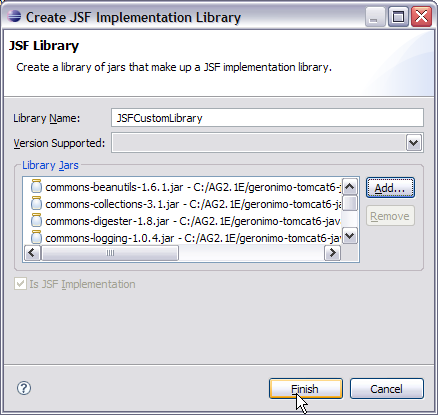 Create JSF Implementation Library
JSF Library
Create a library of jars that make up a JSF implementation library.
Library Name: JSFCustomLibrary
Version Supported:
Library Jars
commons-beanutils-1.6.1.jar - C:/AG2.1E/geronimo-tomcat6-ja
commons-collections-3.1.jar - C:/AG2.1E/geronimo-tomcat6-ja
commons-digester-1.8.jar - C:/AG2.1E/geronimo-tomcat6-jav
commons-logging-1.0.4.jar - C:/AG2.1E/geronimo-tomcat6-jav
Add...
Remove
Is JSF Implementation
? Finish Cancel